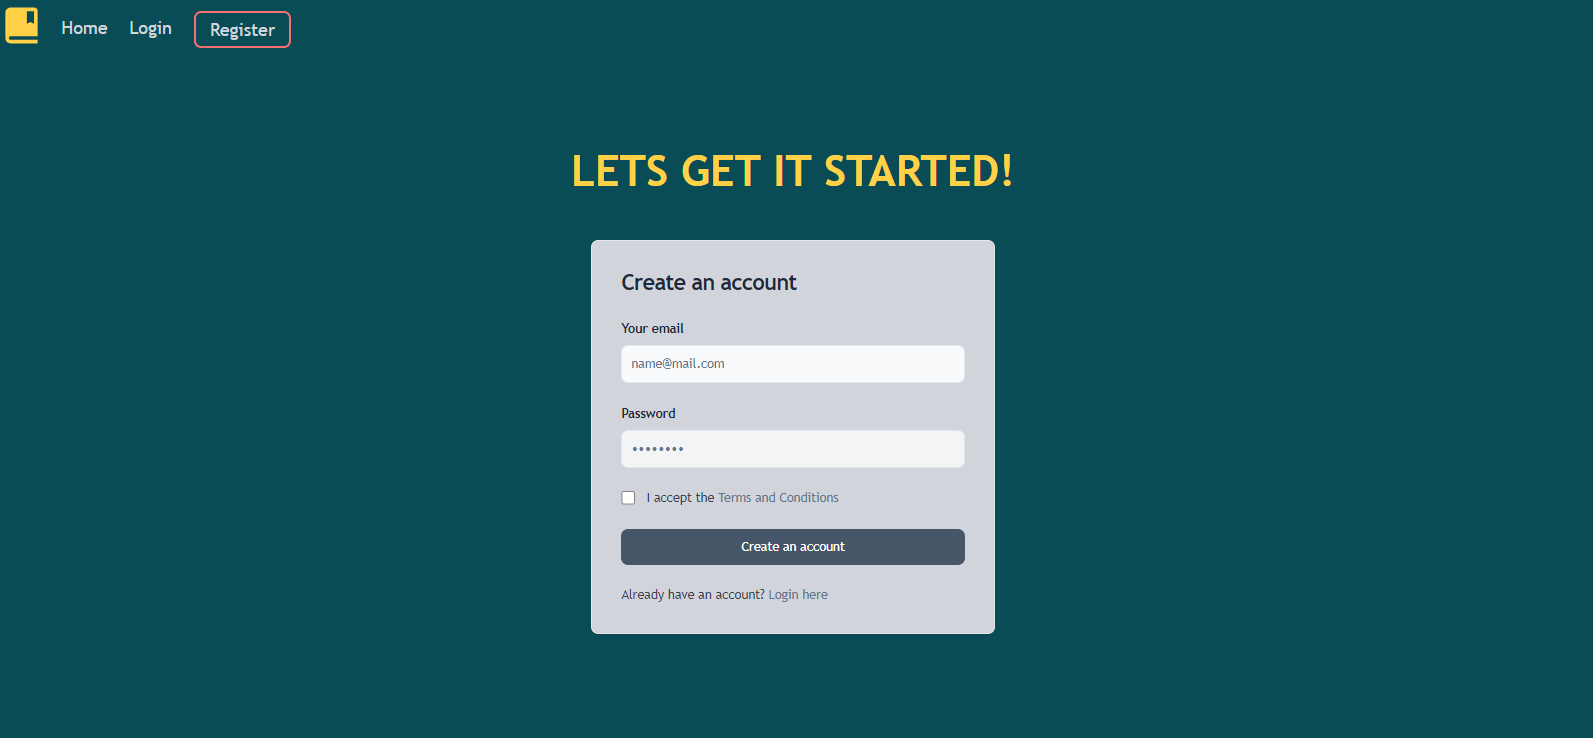 Home Login Register
LETS GET IT STARTED!
Create an account
Your email
name@mail.com
Password
••••••••
I accept the Terms and Conditions
Create an account
Already have an account? Login here